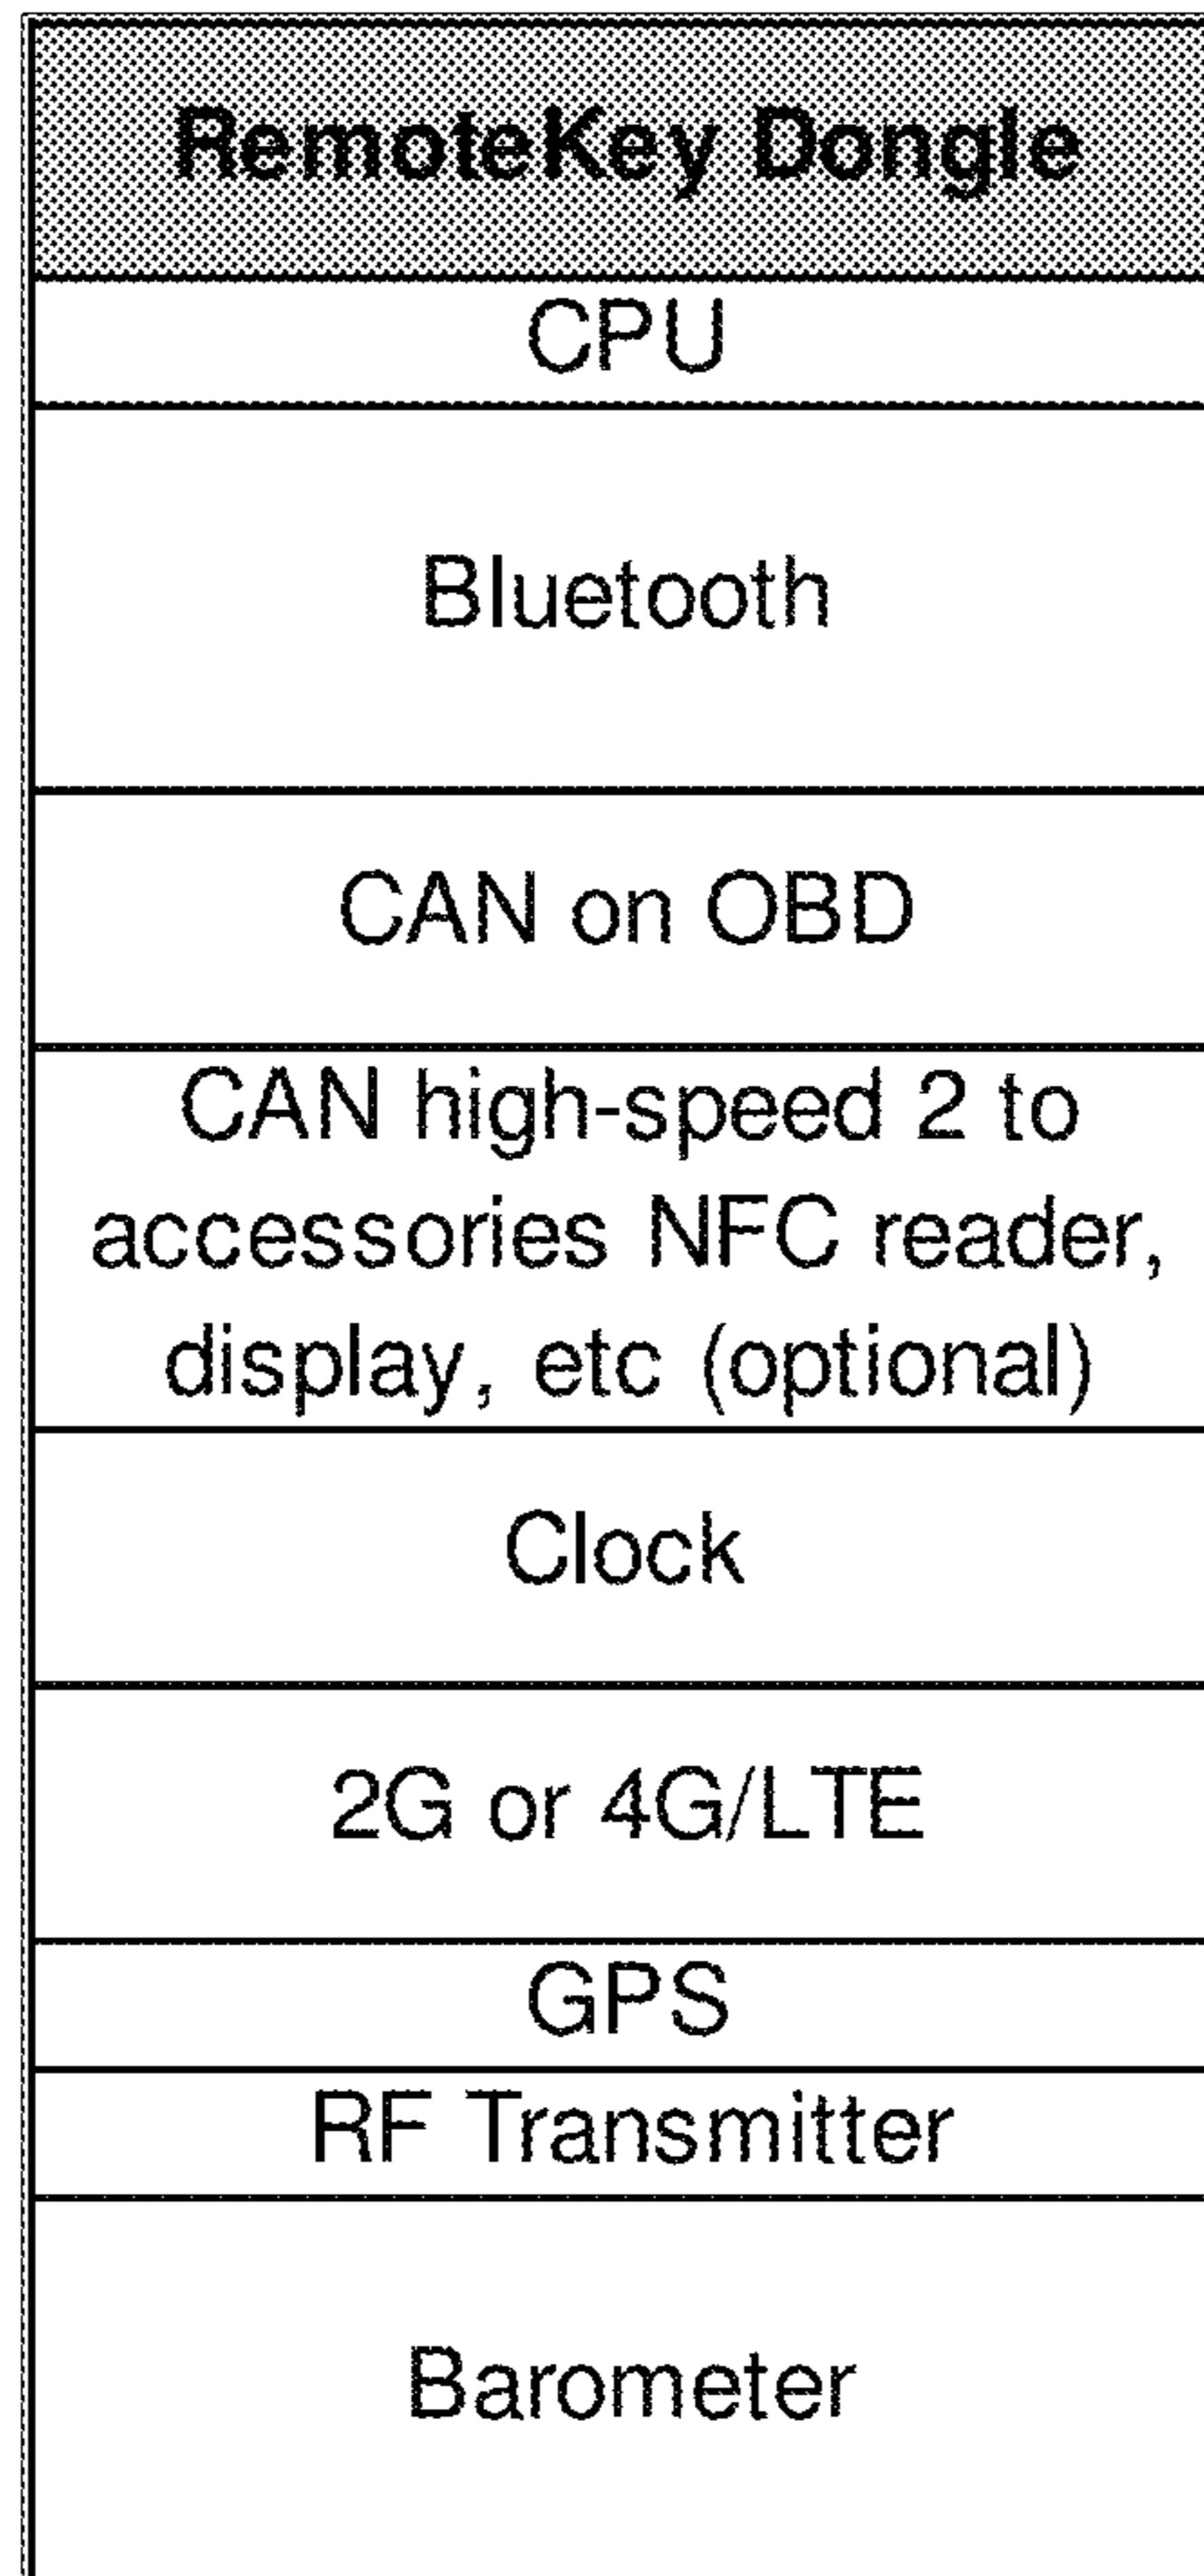 RemoteKey Dongle
CPU
Bluetooth
CAN on OBD
CAN high-speed 2 to
accessories NFC reader,
display, etc (optional)
Clock
2G or 4G/LTE
GPS
RF Transmitter
Barometer